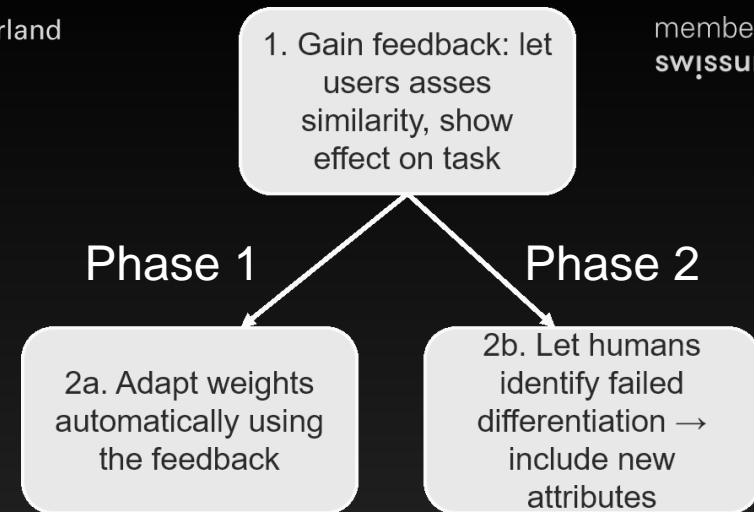 rland
membe
swissu
1. Gain feedback: let
users asses
similarity, show
effect on task
Phase 1
Phase 2
2a. Adapt weights
automatically using
the feedback
2b. Let humans
identify failed
differentiation →
include new
attributes